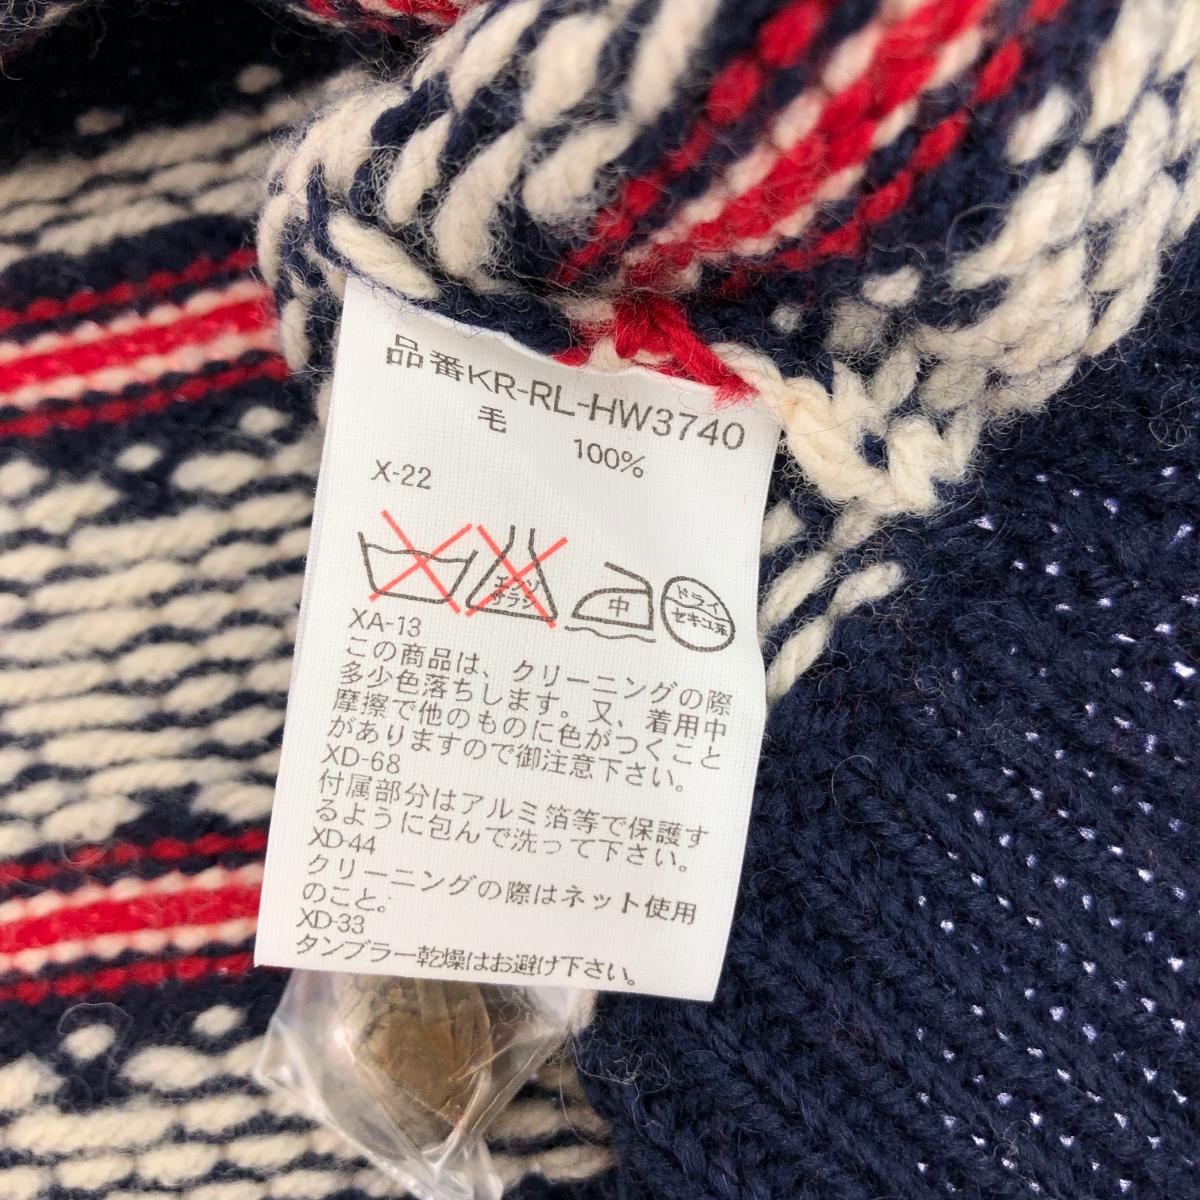 品番KR-RL-HW3740
毛 100%
X-22
エンソ
サラシ
中
ドライ
セキユ系
XA-13
この商品は、クリーニングの際
多少色落ちします。又、着用中
摩擦で他のものに色がつくこと
がありますので御注意下さい。
XD-68
付属部分はアルミ箔等で保護す
るように包んで洗って下さい。
XD-44
クリーニングの際はネット使用
のこと。
XD-33
タンブラー乾燥はお避け下さい。